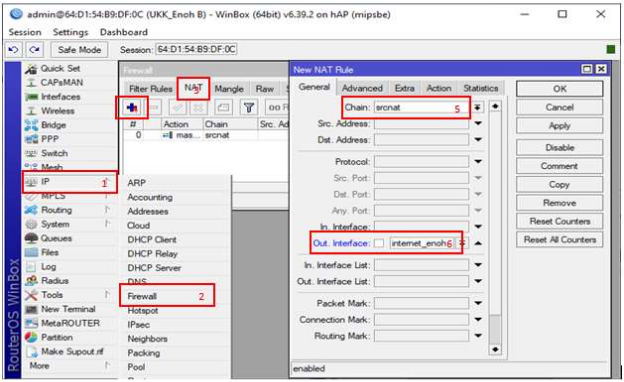 admin@64:D1:54:B9:DF:0C (UKK_Enoh B) - WinBox (64bit) v6.39.2 on hAP (mipsbe)
Session Settings Dashboard
Safe Mode Session: 64:D1:54:B9:DF:0C
RouterOS WinBox
Quick Set
CAPsMAN
Interfaces
Wireless
Bridge
PPP
Switch
Mesh
IP 1
MPLS
Routing
System
Queues
Files
Log
Radius
Tools
New Terminal
MetaROUTER
Partition
Make Supout.rif
More
ARP
Accounting
Addresses
Cloud
DHCP Client
DHCP Relay
DHCP Server
DNS
Firewall 2
Hotspot
IPsec
Neighbors
Packing
Pool
Firewall
Filter Rules NAT 3 Mangle Raw
# Action Chain Src. Ad
0 mas... srcnat
New NAT Rule
General Advanced Extra Action Statistics
Chain: srcnat 5
Src. Address:
Dst. Address:
Protocol:
Src. Port:
Dst. Port:
Any. Port:
In. Interface:
Out. Interface: internet_enoh 6
In. Interface List:
Out. Interface List:
Packet Mark:
Connection Mark:
Routing Mark:
enabled
OK
Cancel
Apply
Disable
Comment
Copy
Remove
Reset Counters
Reset All Counters